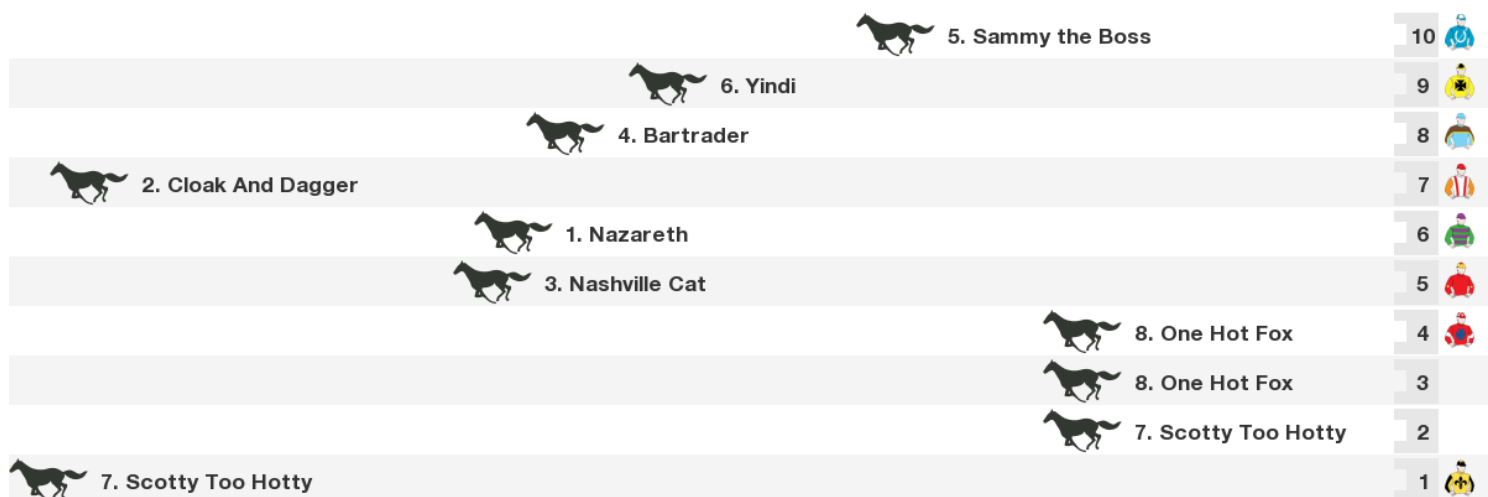 5. Sammy the Boss 10
6. Yindi 9
4. Bartrader 8
2. Cloak And Dagger 7
1. Nazareth 6
3. Nashville Cat 5
8. One Hot Fox 4
8. One Hot Fox 3
7. Scotty Too Hotty 2
7. Scotty Too Hotty 1